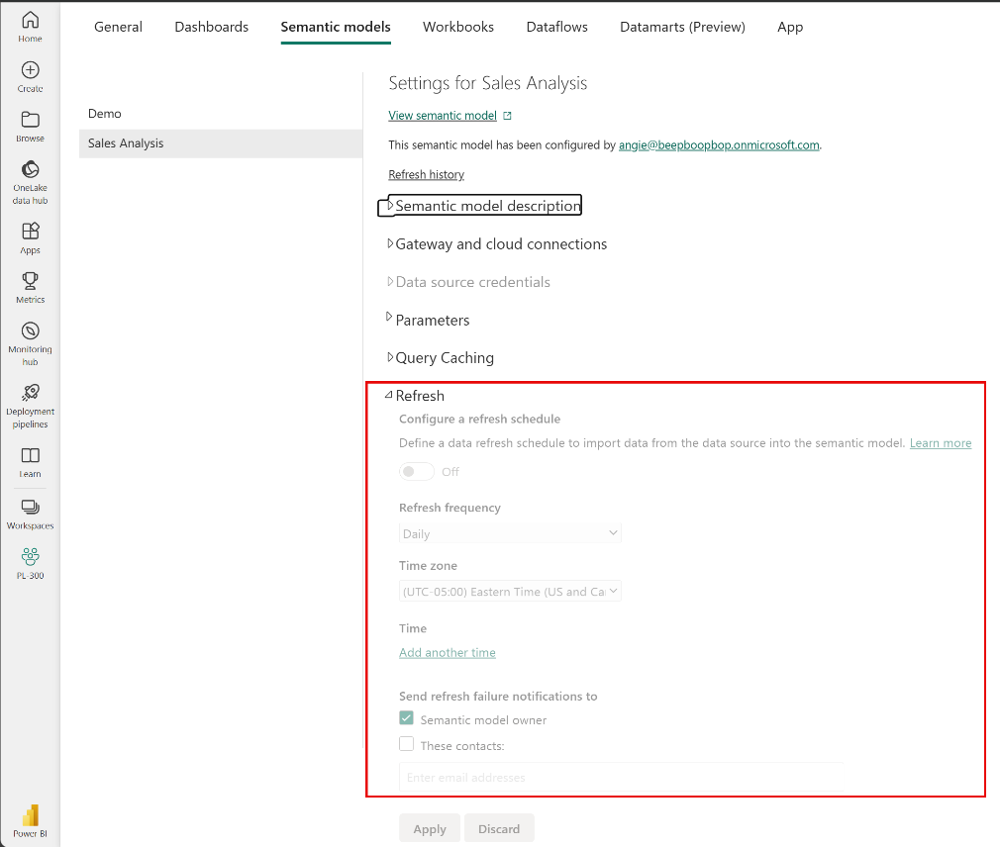 Home
Create
Browse
OneLake
data hub
Apps
Metrics
Monitoring
hub
Deployment
pipelines
Learn
Workspaces
PL-300
Power BI
General Dashboards Semantic models Workbooks Dataflows Datamarts (Preview) App
Demo
Sales Analysis
Settings for Sales Analysis
View semantic model
This semantic model has been configured by angie@beepboopbop.onmicrosoft.com.
Refresh history
Semantic model description
Gateway and cloud connections
Data source credentials
Parameters
Query Caching
Refresh
Configure a refresh schedule
Define a data refresh schedule to import data from the data source into the semantic model. Learn more
Off
Refresh frequency
Daily
Time zone
(UTC-05:00) Eastern Time (US and Ca
Time
Add another time
Send refresh failure notifications to
Semantic model owner
These contacts:
Enter email addresses
Apply Discard